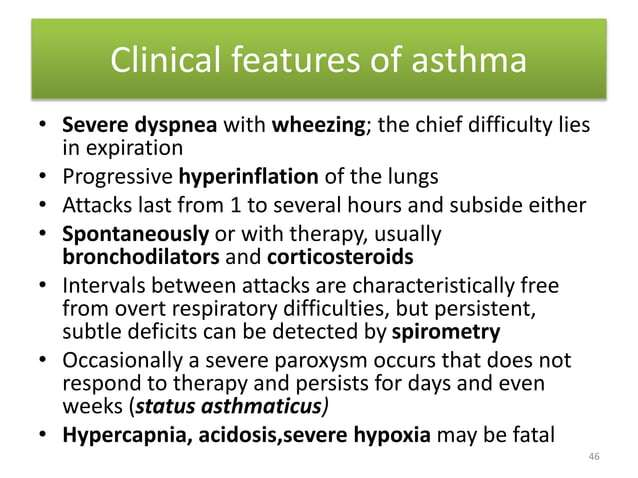 Clinical features of asthma
• Severe dyspnea with wheezing; the chief difficulty lies
in expiration
• Progressive hyperinflation of the lungs
• Attacks last from 1 to several hours and subside either
• Spontaneously or with therapy, usually
bronchodilators and corticosteroids
• Intervals between attacks are characteristically free
from overt respiratory difficulties, but persistent,
subtle deficits can be detected by spirometry
• Occasionally a severe paroxysm occurs that does not
respond to therapy and persists for days and even
weeks (status asthmaticus)
• Hypercapnia, acidosis,severe hypoxia may be fatal
46